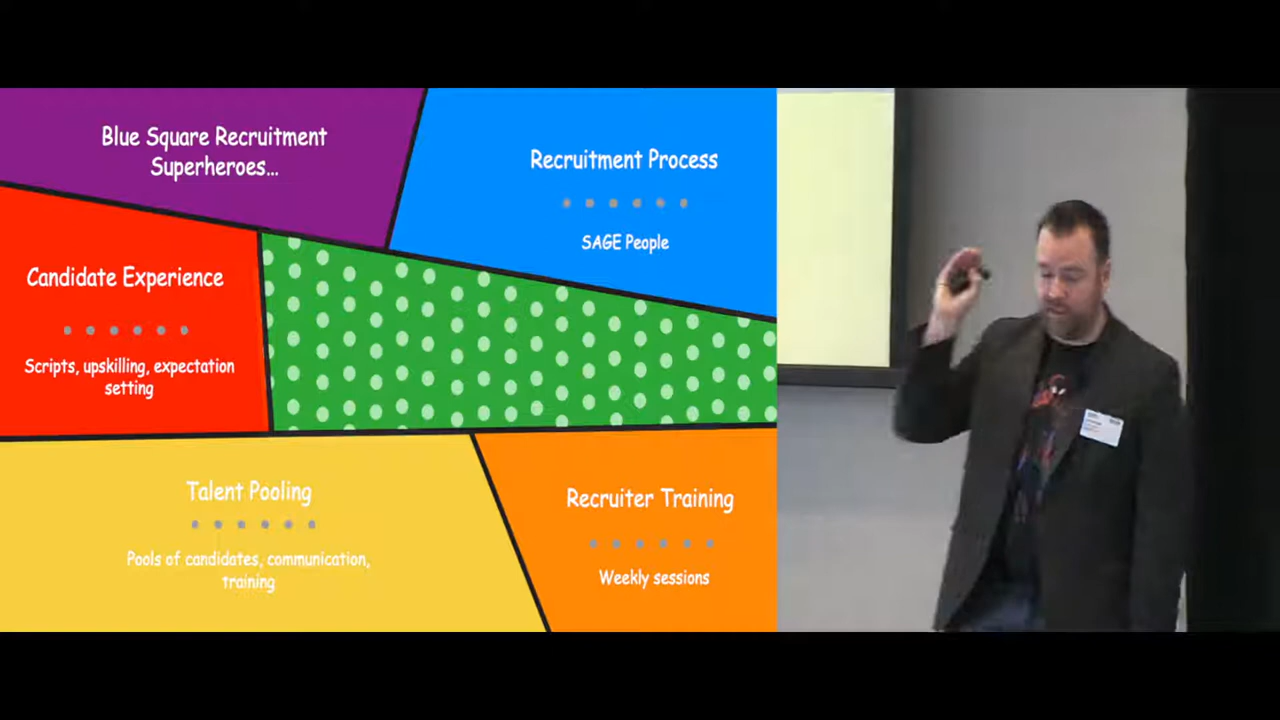 Blue Square Recruitment
Superheroes...
Recruitment Process
SAGE People
Candidate Experience
Scripts, upskilling, expectation
setting
Talent Pooling
Pools of candidates, communication,
training
Recruiter Training
Weekly sessions